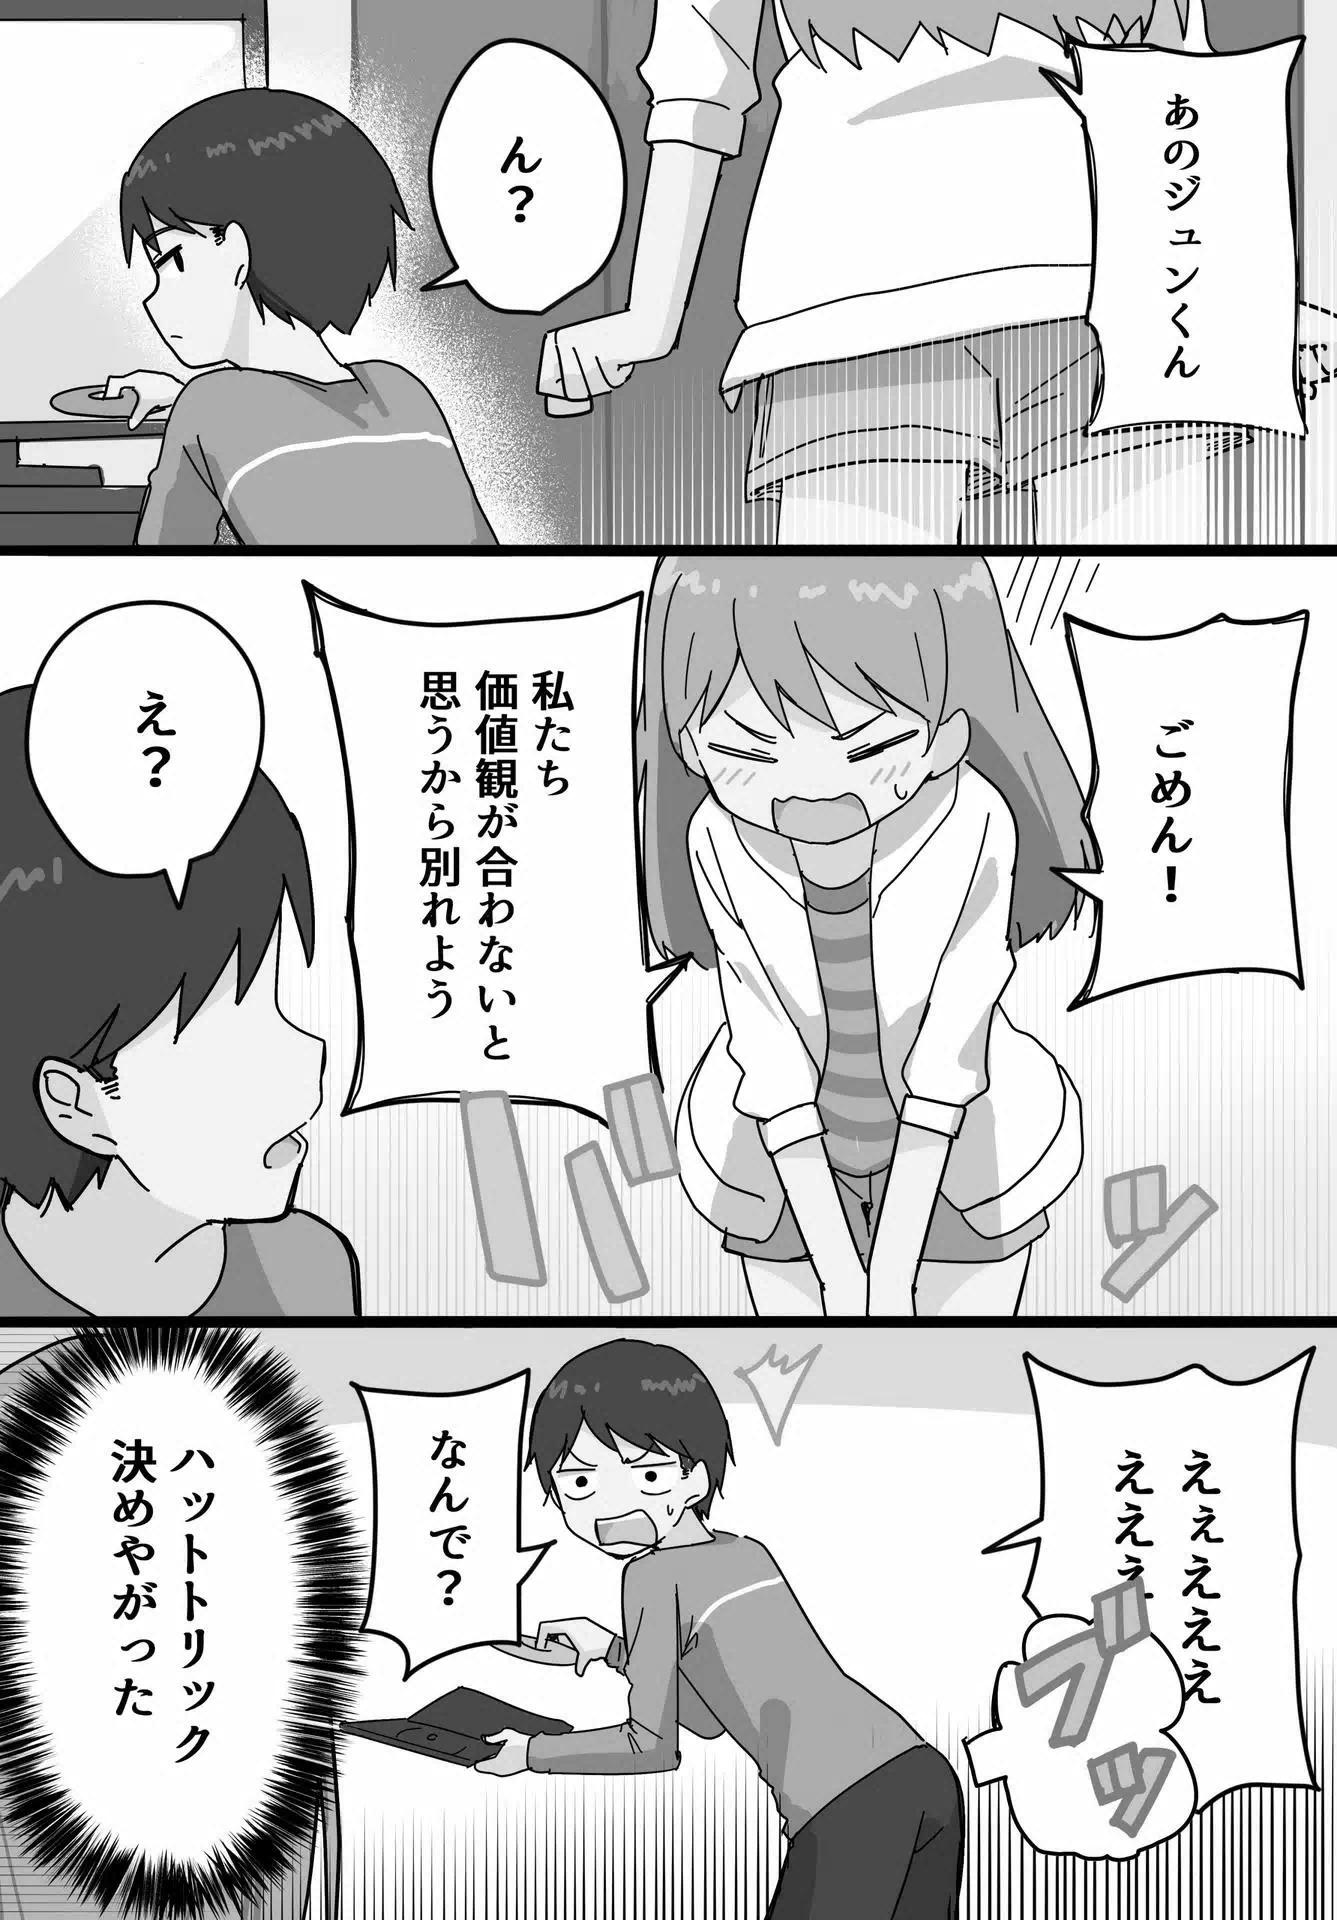 あのジュンくん
ん？
ごめん！
私たち
価値観が合わないと
思うから別れよう
バッ
え？
えぇええええ
えええ
ブブッ
なんで？
ハットトリック
決めやがった